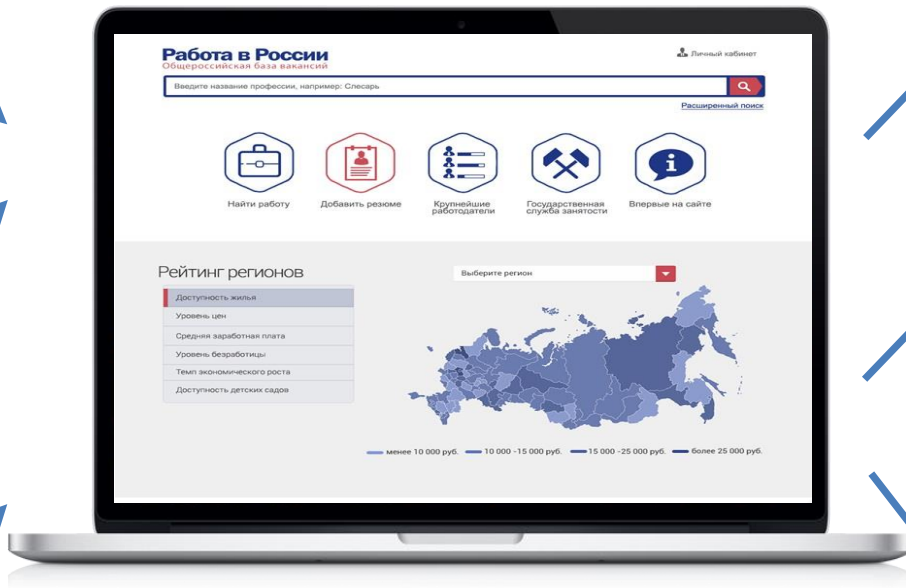 Работа в России
Общероссийская база вакансий
Личный кабинет
Введите название профессии, например: Слесарь
Расширенный поиск
Найти работу
Добавить резюме
Крупнейшие
работодатели
Государственная
служба занятости
Впервые на сайте
Рейтинг регионов
Выберите регион
Доступность жилья
Уровень цен
Средняя заработная плата
Уровень безработицы
Темп экономического роста
Доступность детских садов
менее 10 000 руб. 10 000 -15 000 руб. 15 000 -25 000 руб. более 25 000 руб.